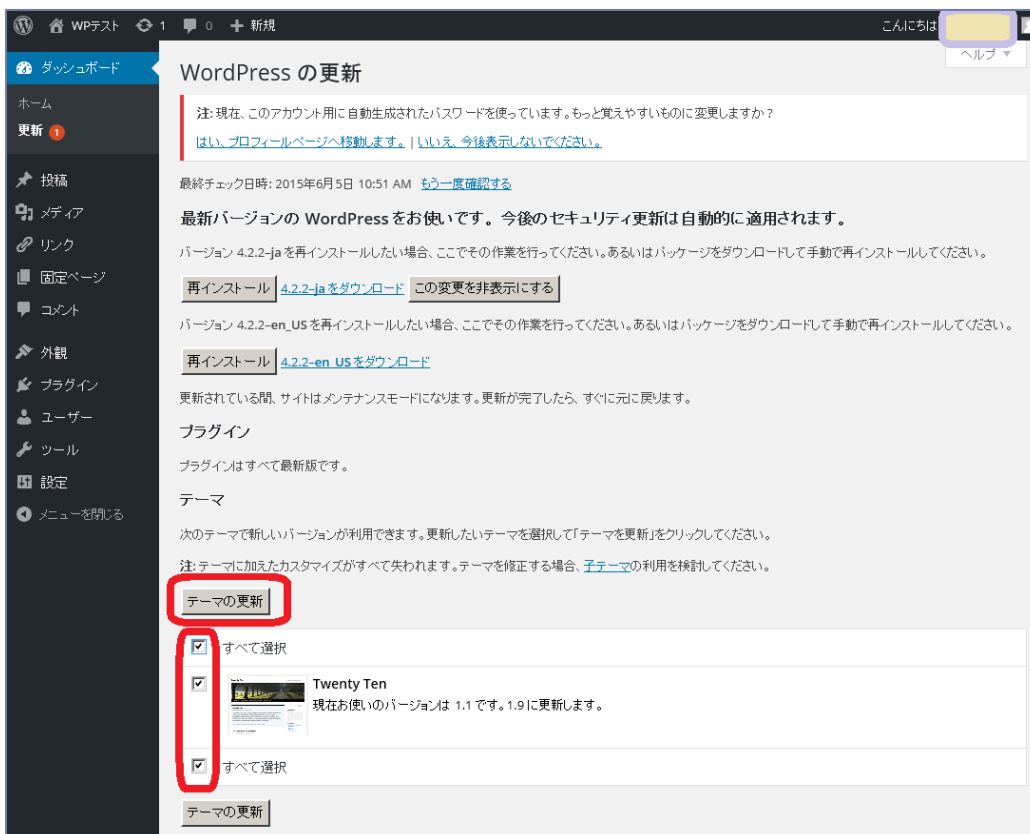 WPテスト 1 0 新規 こんにちは
ヘルプ
ダッシュボード
ホーム
更新 1
投稿
メディア
リンク
固定ページ
コメント
外観
プラグイン
ユーザー
ツール
設定
メニューを閉じる
WordPress の更新
注: 現在、このアカウント用に自動生成されたパスワードを使っています。もっと覚えやすいものに変更しますか ?
はい、プロフィールページへ移動します。 | いいえ、今後表示しないでください。
最終チェック日時: 2015年6月5日 10:51 AM もう一度確認する
最新バージョンの WordPress をお使いです。今後のセキュリティ更新は自動的に適用されます。
バージョン 4.2.2–ja を再インストールしたい場合、ここでその作業を行ってください。あるいはパッケージをダウンロードして手動で再インストールしてください。
再インストール 4.2.2–ja をダウンロード この変更を非表示にする
バージョン 4.2.2–en_US を再インストールしたい場合、ここでその作業を行ってください。あるいはパッケージをダウンロードして手動で再インストールしてください。
再インストール 4.2.2–en_US をダウンロード
更新されている間、サイトはメンテナンスモードになります。更新が完了したら、すぐに元に戻ります。
プラグイン
プラグインはすべて最新版です。
テーマ
次のテーマで新しいバージョンが利用できます。更新したいテーマを選択して「テーマを更新」をクリックしてください。
注: テーマに加えたカスタマイズがすべて失われます。テーマを修正する場合、子テーマの利用を検討してください。
テーマの更新
すべて選択
Twenty Ten
現在お使いのバージョンは 1.1 です。1.9 に更新します。
すべて選択
テーマの更新